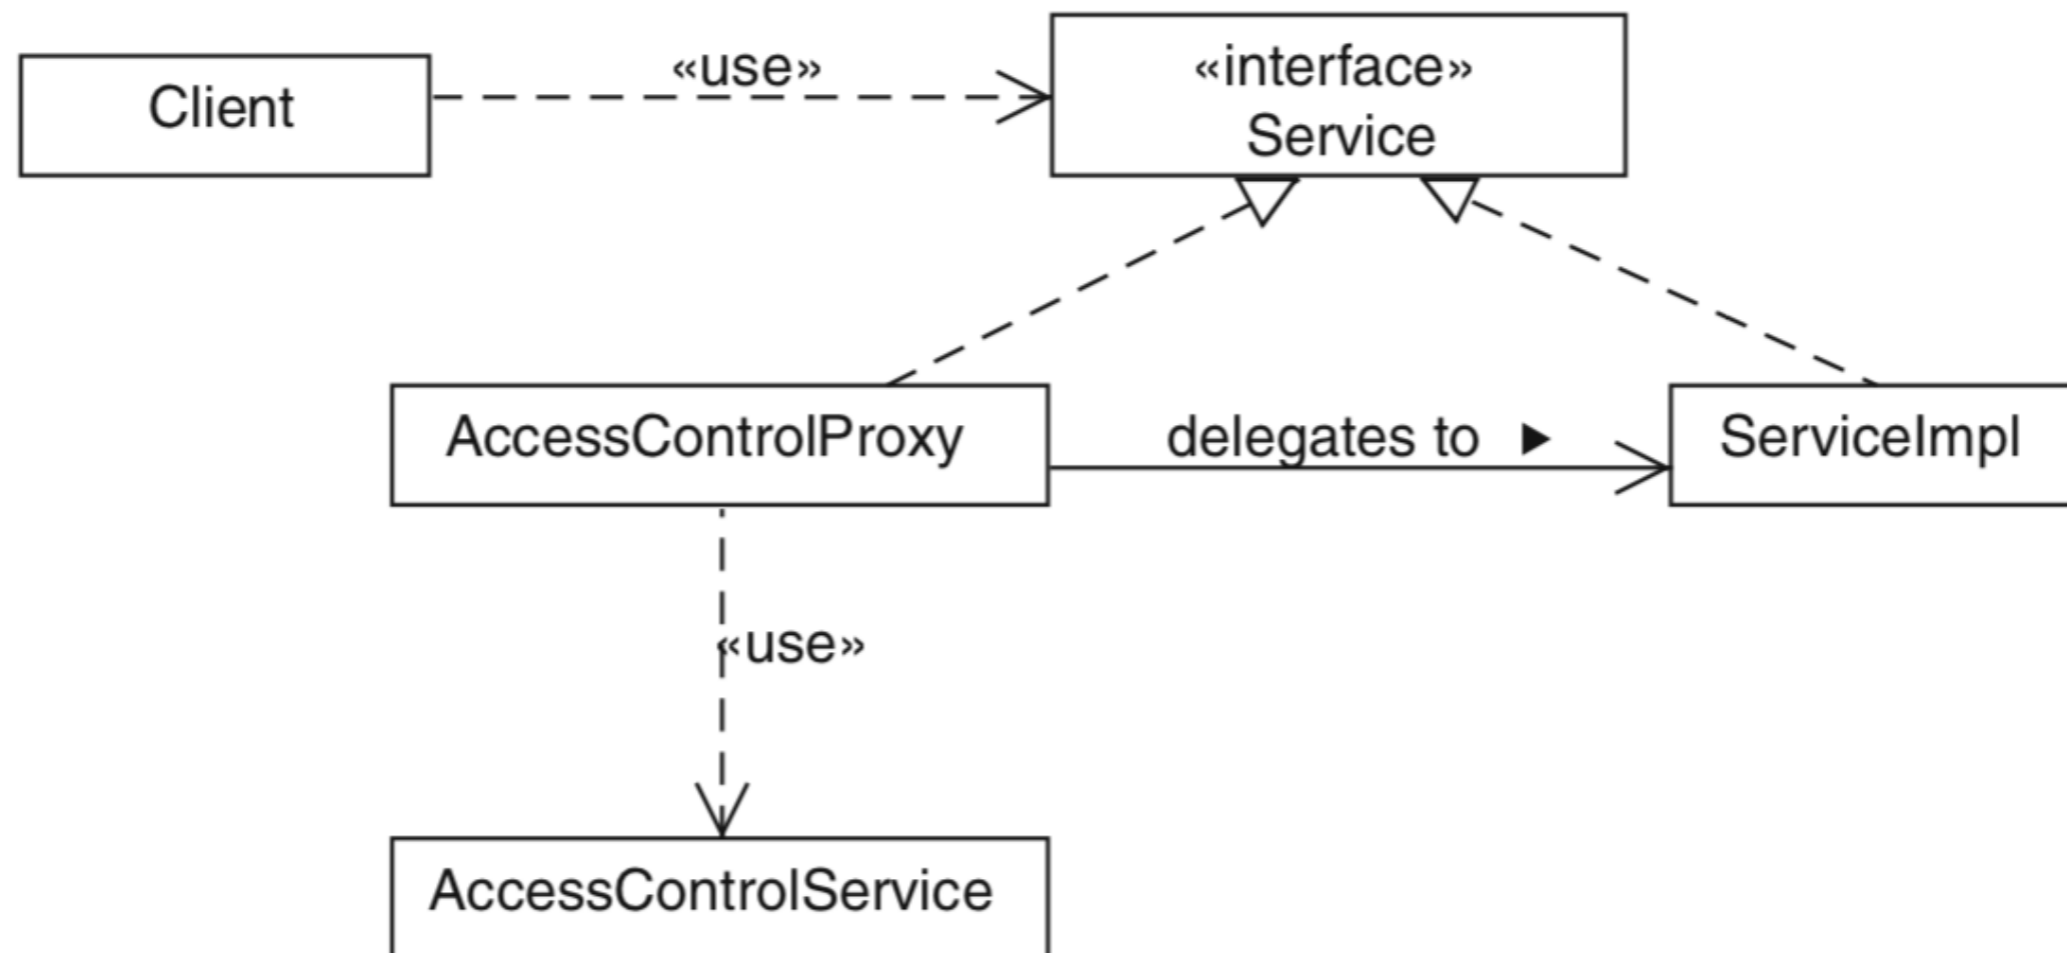 Client
«use»
«interface»
Service
AccessControlProxy
delegates to ▶
ServiceImpl
«use»
AccessControlService